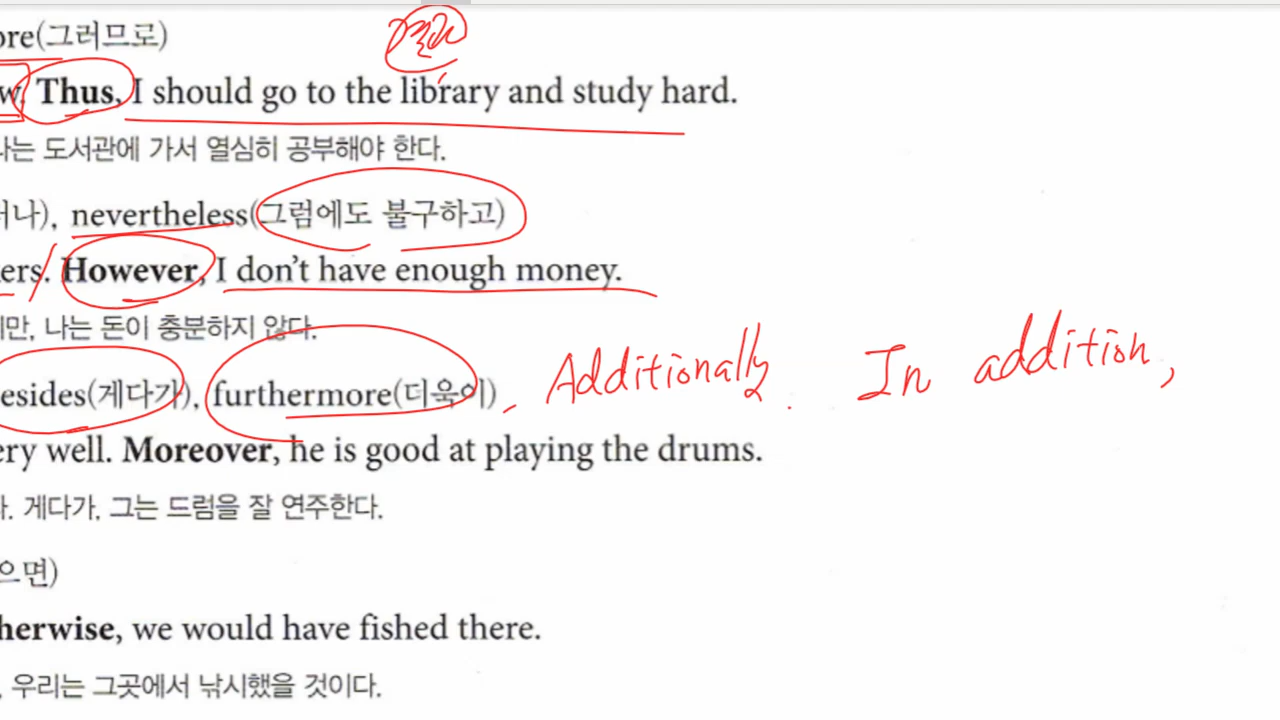 ore(그러므로)
w. Thus, I should go to the library and study hard.
나는 도서관에 가서 열심히 공부해야 한다.
러나), nevertheless(그럼에도 불구하고)
ers. However, I don't have enough money.
지만, 나는 돈이 충분하지 않다.
esides(게다가), furthermore(더욱이), Additionally. In addition,
ery well. Moreover, he is good at playing the drums.
다. 게다가, 그는 드럼을 잘 연주한다.
으면)
herwise, we would have fished there.
, 우리는 그곳에서 낚시했을 것이다.